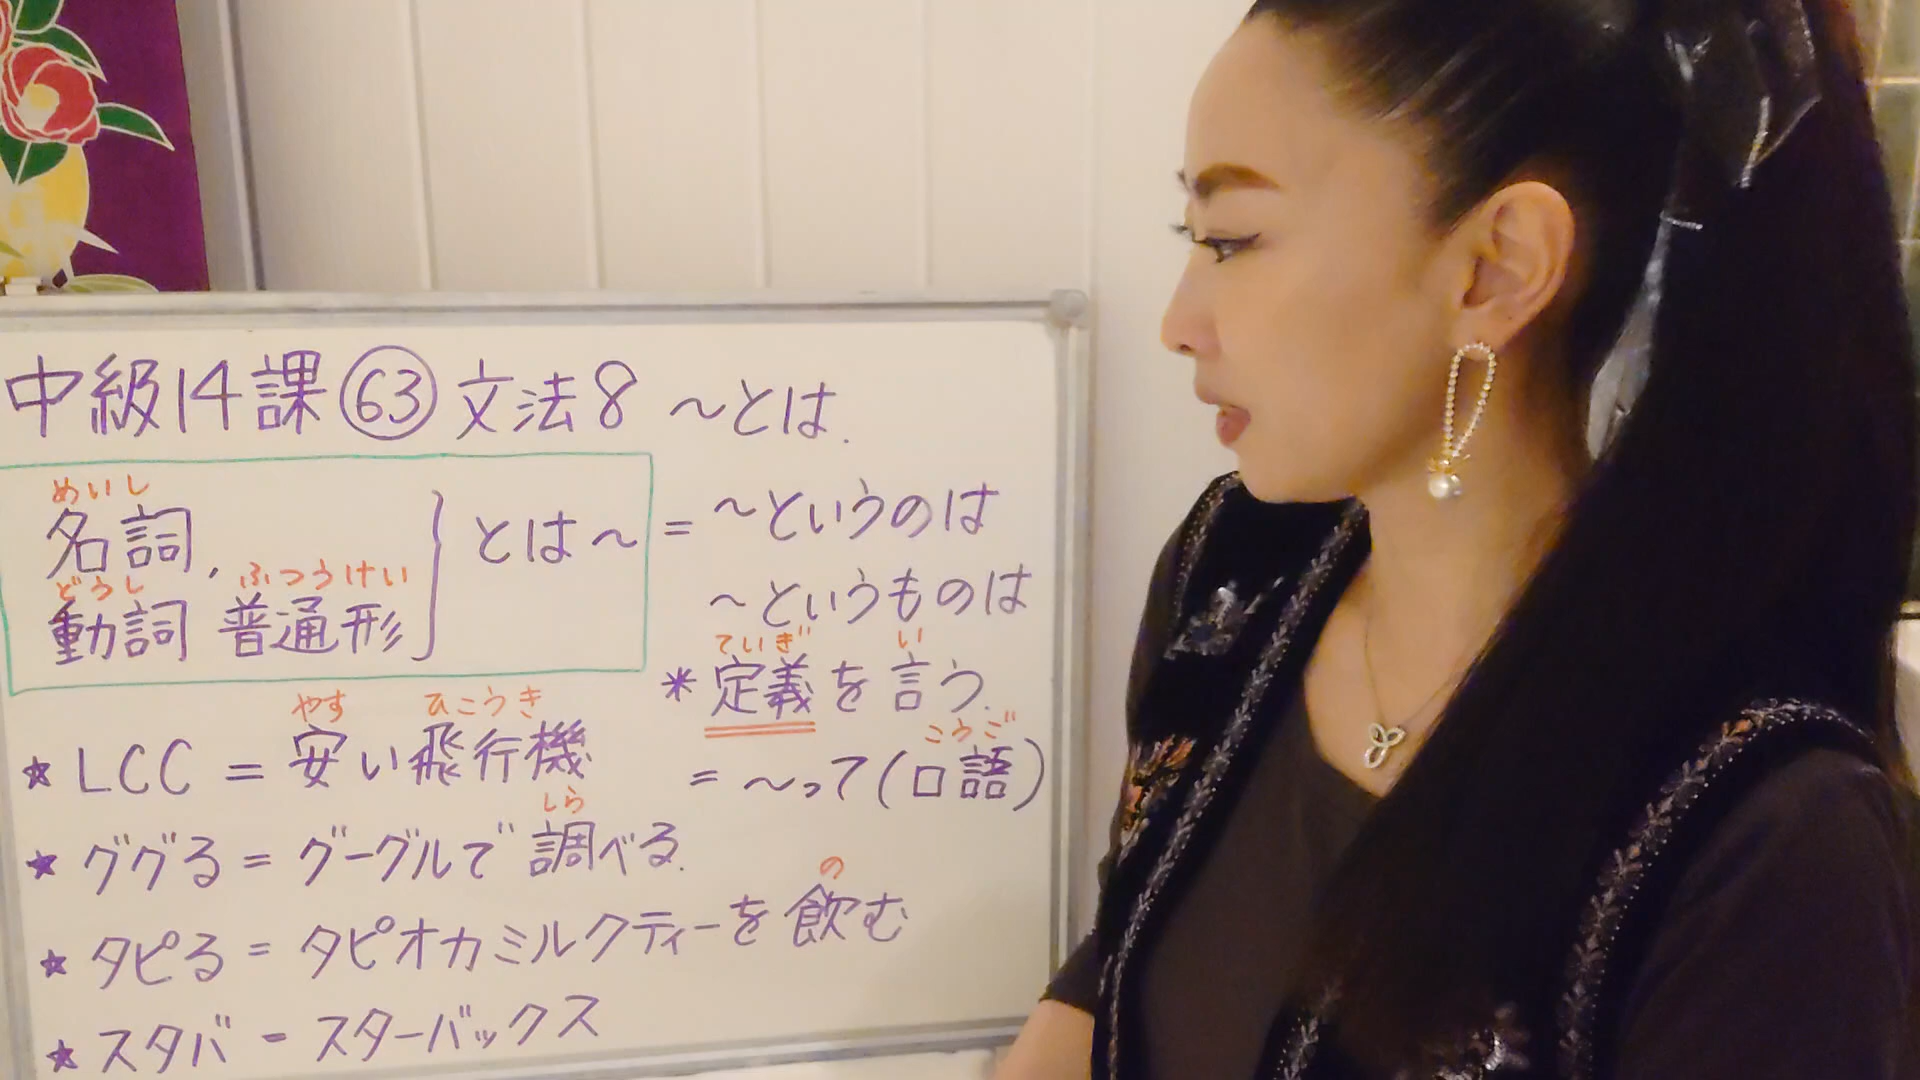 中級14課 63 文法8 〜とは.
めいし
名詞,
どうし ふつうけい
動詞 普通形
とは〜
= 〜というのは
〜というものは
ていぎ い
* 定義を言う.
こうご
= 〜って(口語)
やす ひこうき
★ LCC = 安い飛行機
しら
★ ググる = グーグルで調べる.
の
★ タピる = タピオカミルクティーを飲む
★ スタバ - スターバックス